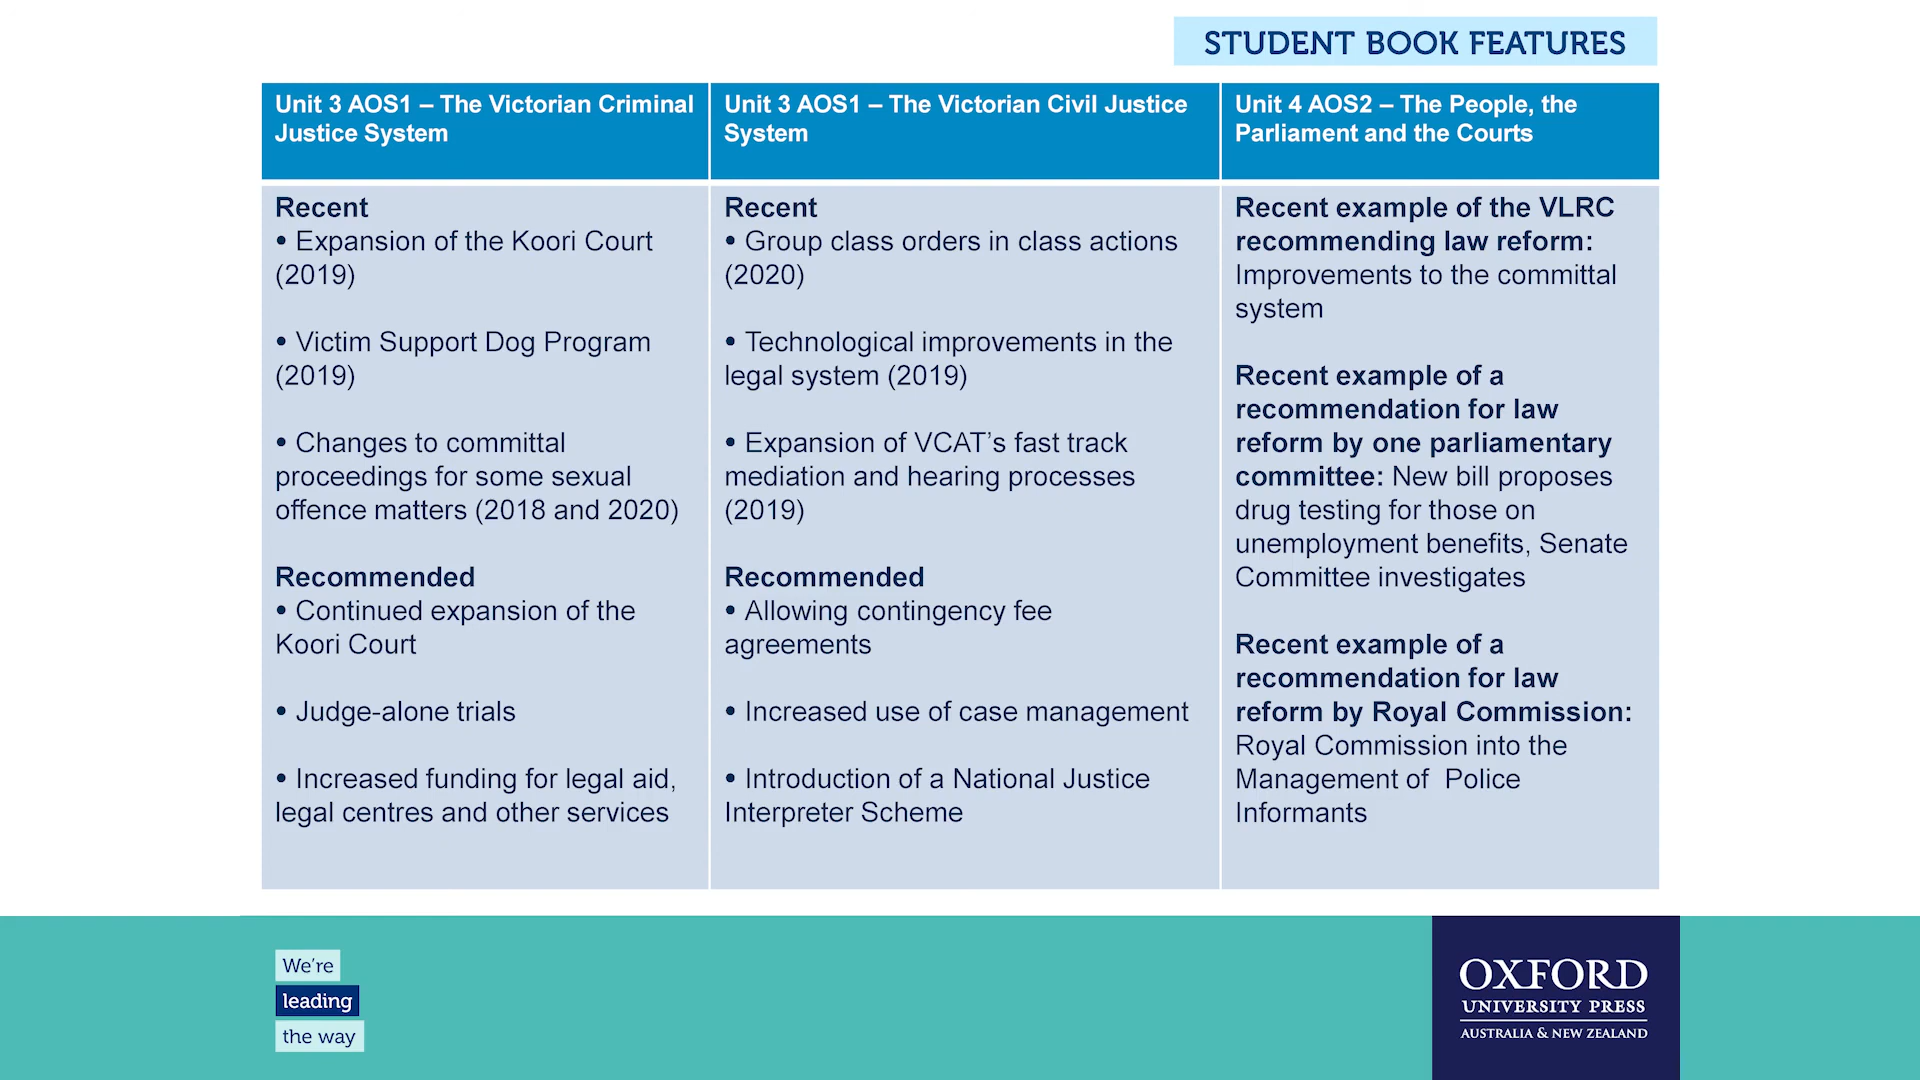 STUDENT BOOK FEATURES
Unit 3 AOS1 – The Victorian Criminal
Justice System
Unit 3 AOS1 – The Victorian Civil Justice
System
Unit 4 AOS2 – The People, the
Parliament and the Courts
Recent
• Expansion of the Koori Court
(2019)
• Victim Support Dog Program
(2019)
• Changes to committal
proceedings for some sexual
offence matters (2018 and 2020)
Recommended
• Continued expansion of the
Koori Court
• Judge-alone trials
• Increased funding for legal aid,
legal centres and other services
Recent
• Group class orders in class actions
(2020)
• Technological improvements in the
legal system (2019)
• Expansion of VCAT’s fast track
mediation and hearing processes
(2019)
Recommended
• Allowing contingency fee
agreements
• Increased use of case management
• Introduction of a National Justice
Interpreter Scheme
Recent example of the VLRC
recommending law reform:
Improvements to the committal
system
Recent example of a
recommendation for law
reform by one parliamentary
committee: New bill proposes
drug testing for those on
unemployment benefits, Senate
Committee investigates
Recent example of a
recommendation for law
reform by Royal Commission:
Royal Commission into the
Management of  Police
Informants
We’re
leading
the way
OXFORD
UNIVERSITY PRESS
AUSTRALIA & NEW ZEALAND